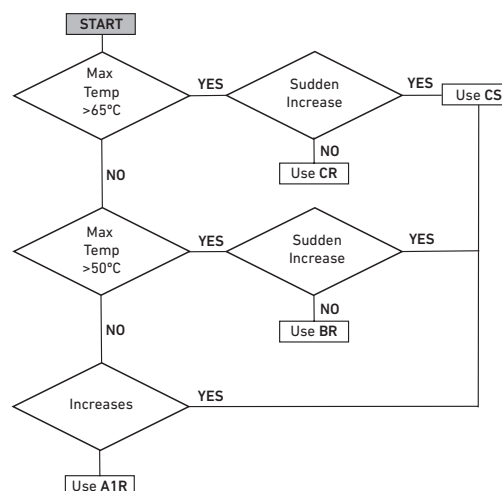 START
Max
Temp
>65°C
YES
Sudden
Increase
YES
Use CS
NO
Use CR
NO
Max
Temp
>50°C
YES
Sudden
Increase
YES
NO
Use BR
NO
Increases
YES
Use A1R